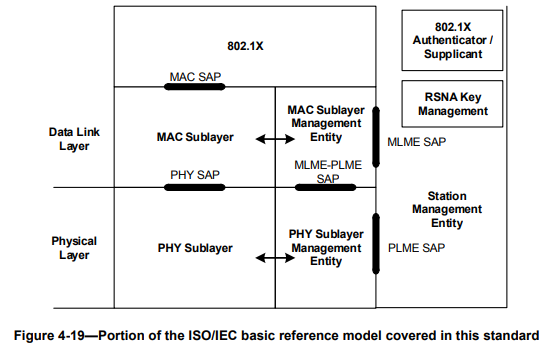 802.1X
802.1X
Authenticator /
Supplicant
MAC SAP
RSNA Key
Management
Data Link
Layer
MAC Sublayer
MAC Sublayer
Management
Entity
MLME SAP
PHY SAP
MLME-PLME
SAP
Station
Management
Entity
Physical
Layer
PHY Sublayer
PHY Sublayer
Management
Entity
PLME SAP
Figure 4-19—Portion of the ISO/IEC basic reference model covered in this standard